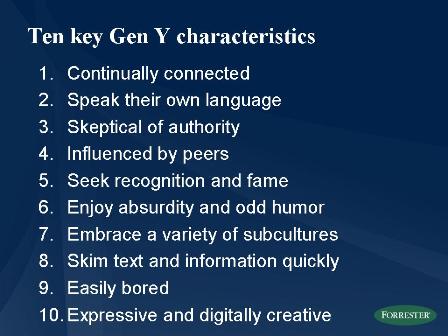 Ten key Gen Y characteristics
1. Continually connected
2. Speak their own language
3. Skeptical of authority
4. Influenced by peers
5. Seek recognition and fame
6. Enjoy absurdity and odd humor
7. Embrace a variety of subcultures
8. Skim text and information quickly
9. Easily bored
10. Expressive and digitally creative
FORRESTER